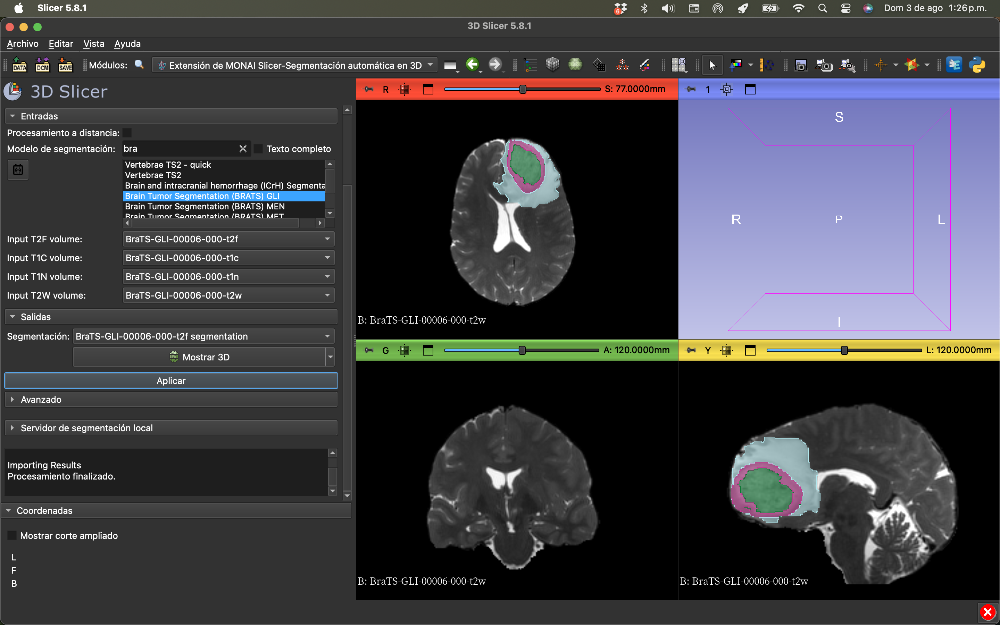 Slicer 5.8.1
6
Dom 3 de ago 1:26 p.m.
3D Slicer 5.8.1
Archivo Editar Vista Ayuda
DATA DCM SAVE Módulos: Extensión de MONAI Slicer-Segmentación automática en 3D
3D Slicer
Entradas
Procesamiento a distancia:
Modelo de segmentación: bra Texto completo
Vertebrae TS2 - quick
Vertebrae TS2
Brain and intracranial hemorrhage (ICrH) Segmenta
Brain Tumor Segmentation (BRATS) GLI
Brain Tumor Segmentation (BRATS) MEN
Brain Tumor Segmentation (BRATS) MET
Input T2F volume: BraTS-GLI-00006-000-t2f
Input T1C volume: BraTS-GLI-00006-000-t1c
Input T1N volume: BraTS-GLI-00006-000-t1n
Input T2W volume: BraTS-GLI-00006-000-t2w
Salidas
Segmentación: BraTS-GLI-00006-000-t2f segmentation
Mostrar 3D
Aplicar
Avanzado
Servidor de segmentación local
Importing Results
Procesamiento finalizado.
Coordenadas
Mostrar corte ampliado
L
F
B
R S: 77.0000mm
B: BraTS-GLI-00006-000-t2w
1
S
R P L
I
G A: 120.0000mm
B: BraTS-GLI-00006-000-t2w
Y L: 120.0000mm
B: BraTS-GLI-00006-000-t2w